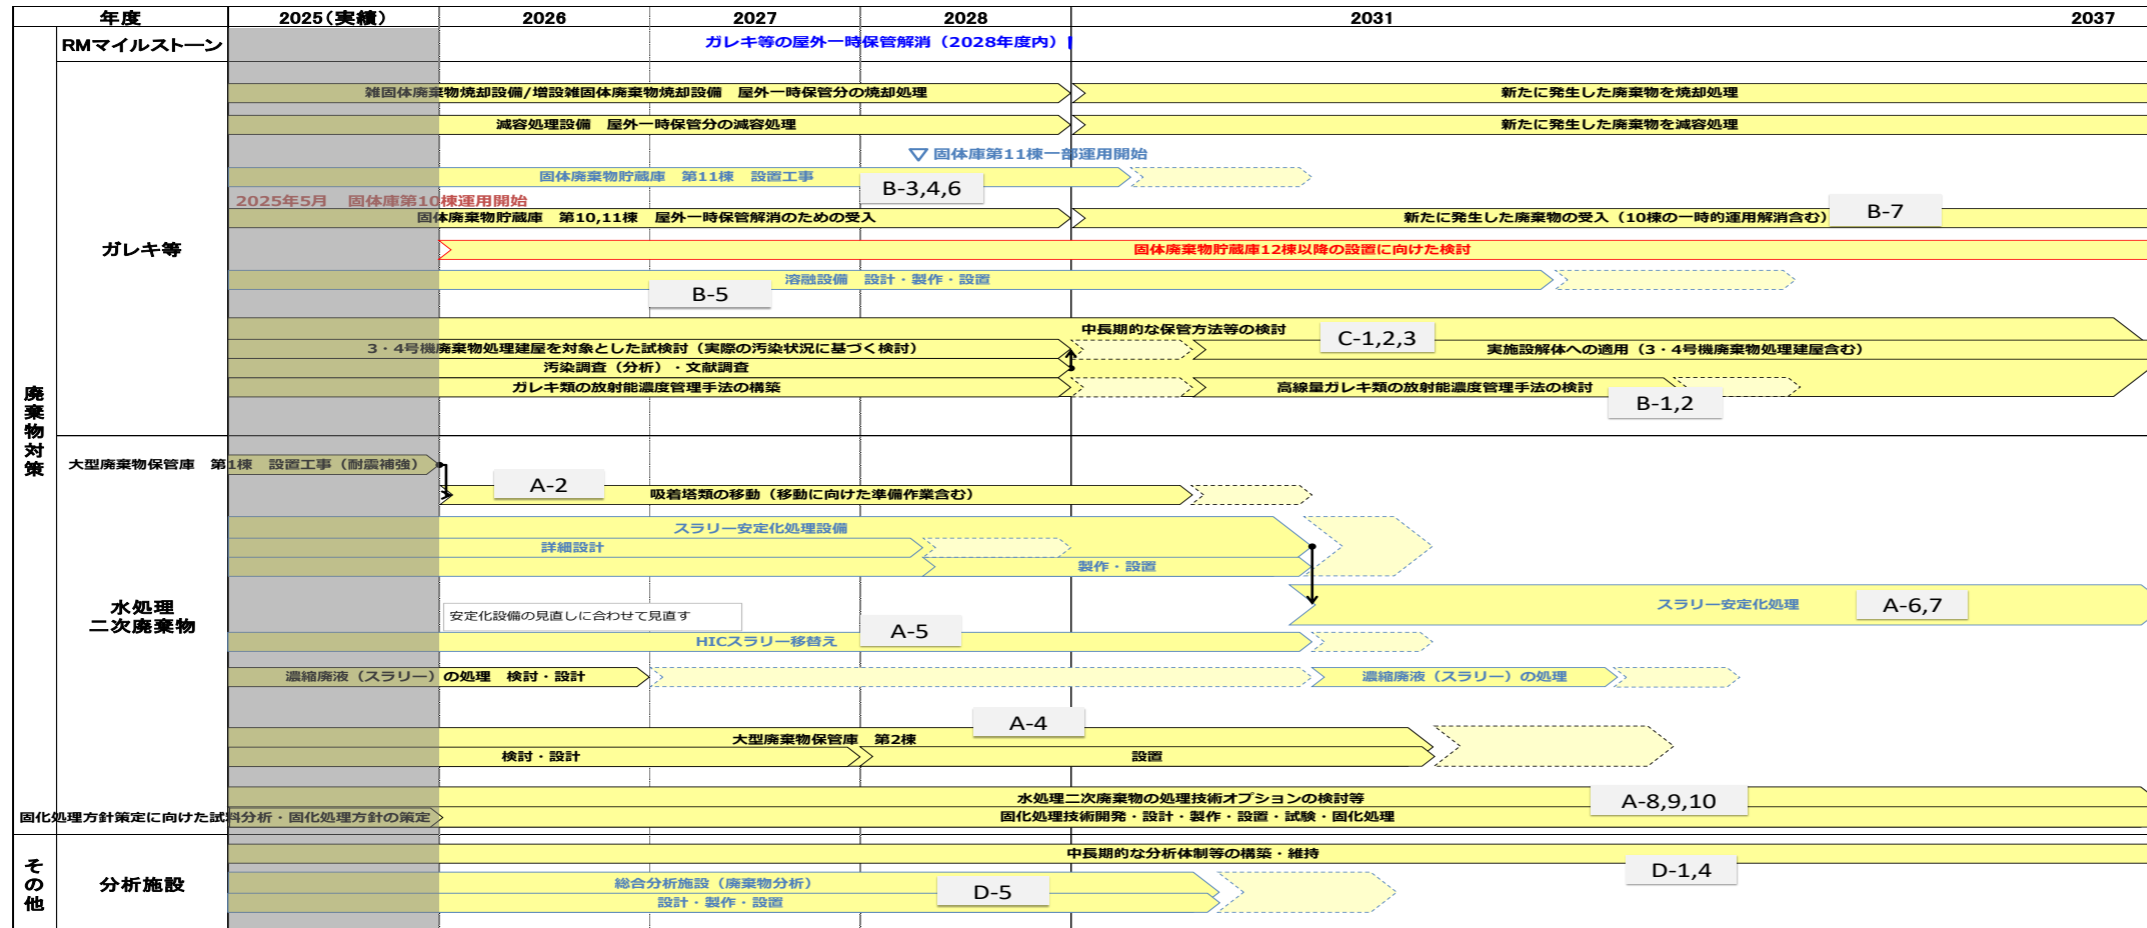 年度 2025（実績） 2026 2027 2028 2031 2037
RMマイルストーン ガレキ等の屋外一時保管解消（2028年度内）
廃棄物対策
ガレキ等
雑固体廃棄物焼却設備/増設雑固体廃棄物焼却設備 屋外一時保管分の焼却処理 新たに発生した廃棄物を焼却処理
減容処理設備 屋外一時保管分の減容処理 新たに発生した廃棄物を減容処理
▽ 固体庫第11棟一部運用開始
固体廃棄物貯蔵庫 第11棟 設置工事
B-3,4,6
2025年5月 固体庫第10棟運用開始
固体廃棄物貯蔵庫 第10,11棟 屋外一時保管解消のための受入 新たに発生した廃棄物の受入（10棟の一時的運用解消含む）
B-7
固体廃棄物貯蔵庫12棟以降の設置に向けた検討
溶融設備 設計・製作・設置
B-5
中長期的な保管方法等の検討
C-1,2,3
3・4号機廃棄物処理建屋を対象とした試検討（実際の汚染状況に基づく検討） 実施設解体への適用（3・4号機廃棄物処理建屋含む）
汚染調査（分析）・文献調査
ガレキ類の放射能濃度管理手法の構築 高線量ガレキ類の放射能濃度管理手法の検討
B-1,2
水処理
二次廃棄物
大型廃棄物保管庫 第1棟 設置工事（耐震補強）
A-2
吸着塔類の移動（移動に向けた準備作業含む）
スラリー安定化処理設備
詳細設計
製作・設置
スラリー安定化処理
A-6,7
安定化設備の見直しに合わせて見直す
A-5
HICスラリー移替え
濃縮廃液（スラリー）の処理 検討・設計 濃縮廃液（スラリー）の処理
A-4
大型廃棄物保管庫 第2棟
検討・設計 設置
水処理二次廃棄物の処理技術オプションの検討等
A-8,9,10
固化処理方針策定に向けた試料分析・固化処理方針の策定 固化処理技術開発・設計・製作・設置・試験・固化処理
その他
分析施設
中長期的な分析体制等の構築・維持
D-1,4
総合分析施設（廃棄物分析）
D-5
設計・製作・設置